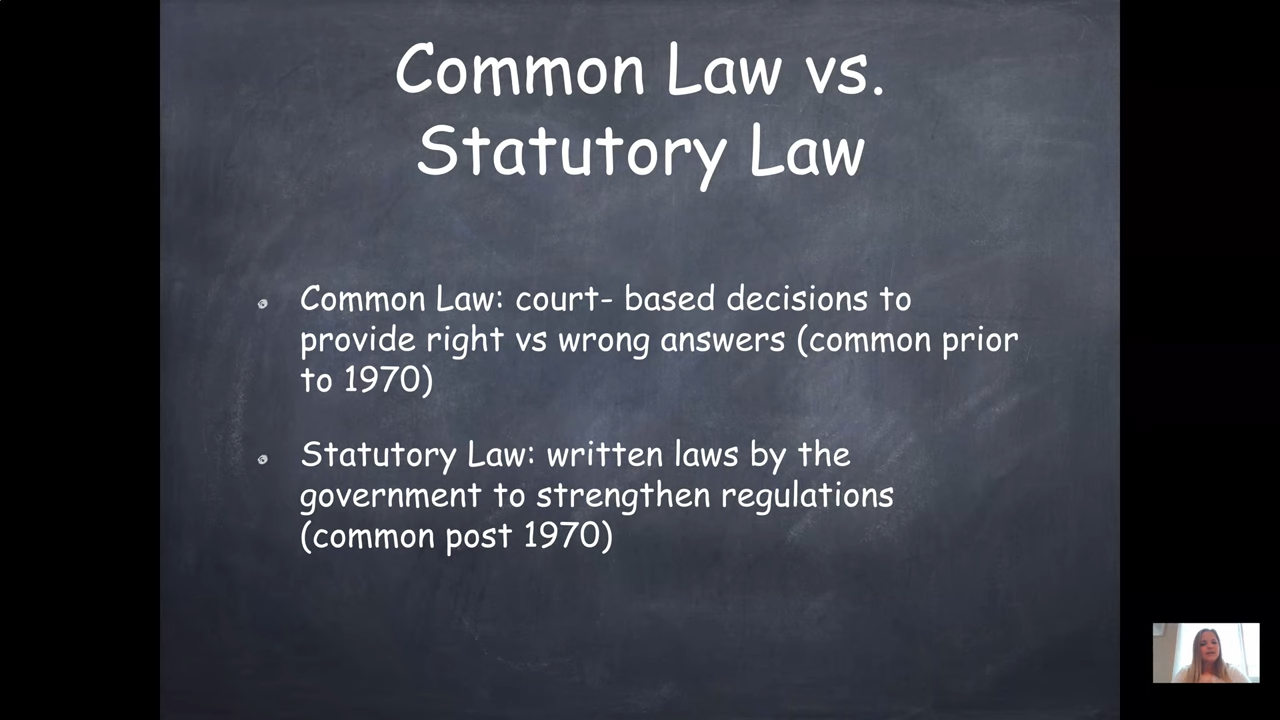 Common Law vs.
Statutory Law
Common Law: court- based decisions to
provide right vs wrong answers (common prior
to 1970)
Statutory Law: written laws by the
government to strengthen regulations
(common post 1970)